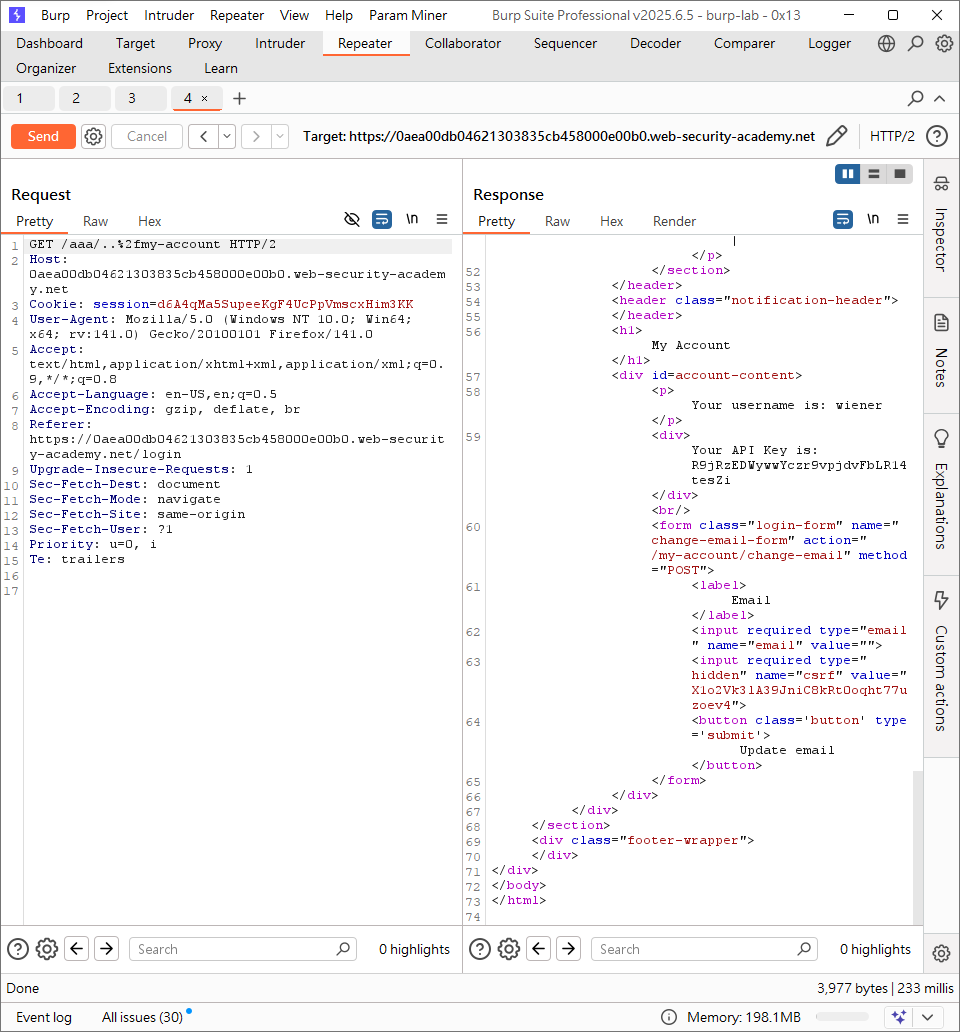 Burp Project Intruder Repeater View Help Param Miner Burp Suite Professional v2025.6.5 - burp-lab - 0x13
Dashboard Target Proxy Intruder Repeater Collaborator Sequencer Decoder Comparer Logger
Organizer Extensions Learn
1 2 3 4 × +
Send Cancel < > Target: https://0aea00db04621303835cb458000e00b0.web-security-academy.net HTTP/2 ?
Request
Pretty Raw Hex \n
1 GET /aaa/..%2fmy-account HTTP/2
2 Host:
0aea00db04621303835cb458000e00b0.web-security-academ
y.net
3 Cookie: session=d6A4qMa5SupeeKgF4UcPpVmscxHim3KK
4 User-Agent: Mozilla/5.0 (Windows NT 10.0; Win64;
x64; rv:141.0) Gecko/20100101 Firefox/141.0
5 Accept:
text/html,application/xhtml+xml,application/xml;q=0.
9,*/*;q=0.8
6 Accept-Language: en-US,en;q=0.5
7 Accept-Encoding: gzip, deflate, br
8 Referer:
https://0aea00db04621303835cb458000e00b0.web-securit
y-academy.net/login
9 Upgrade-Insecure-Requests: 1
10 Sec-Fetch-Dest: document
11 Sec-Fetch-Mode: navigate
12 Sec-Fetch-Site: same-origin
13 Sec-Fetch-User: ?1
14 Priority: u=0, i
15 Te: trailers
16
17
Response
Pretty Raw Hex Render \n
|
</p>
52 </section>
53 </header>
54 <header class="notification-header">
55 </header>
56 <h1>
My Account
</h1>
57 <div id=account-content>
58 <p>
Your username is: wiener
</p>
59 <div>
Your API Key is:
R9jRzEDWywwYczr9vpjdvFbLR14
tesZi
</div>
<br/>
60 <form class="login-form" name="
change-email-form" action="
/my-account/change-email" method
="POST">
61 <label>
Email
</label>
62 <input required type="email
" name="email" value="">
63 <input required type="
hidden" name="csrf" value="
X1o2Vk3lA39JniC8kRtOoqht77u
zoev4">
64 <button class='button' type
='submit'>
Update email
</button>
65 </form>
66 </div>
67 </div>
68 </section>
69 <div class="footer-wrapper">
70 </div>
71 </div>
72 </body>
73 </html>
74
Inspector
Notes
Explanations
Custom actions
? Search 0 highlights
? Search 0 highlights
Done 3,977 bytes | 233 millis
Event log All issues (30) Memory: 198.1MB